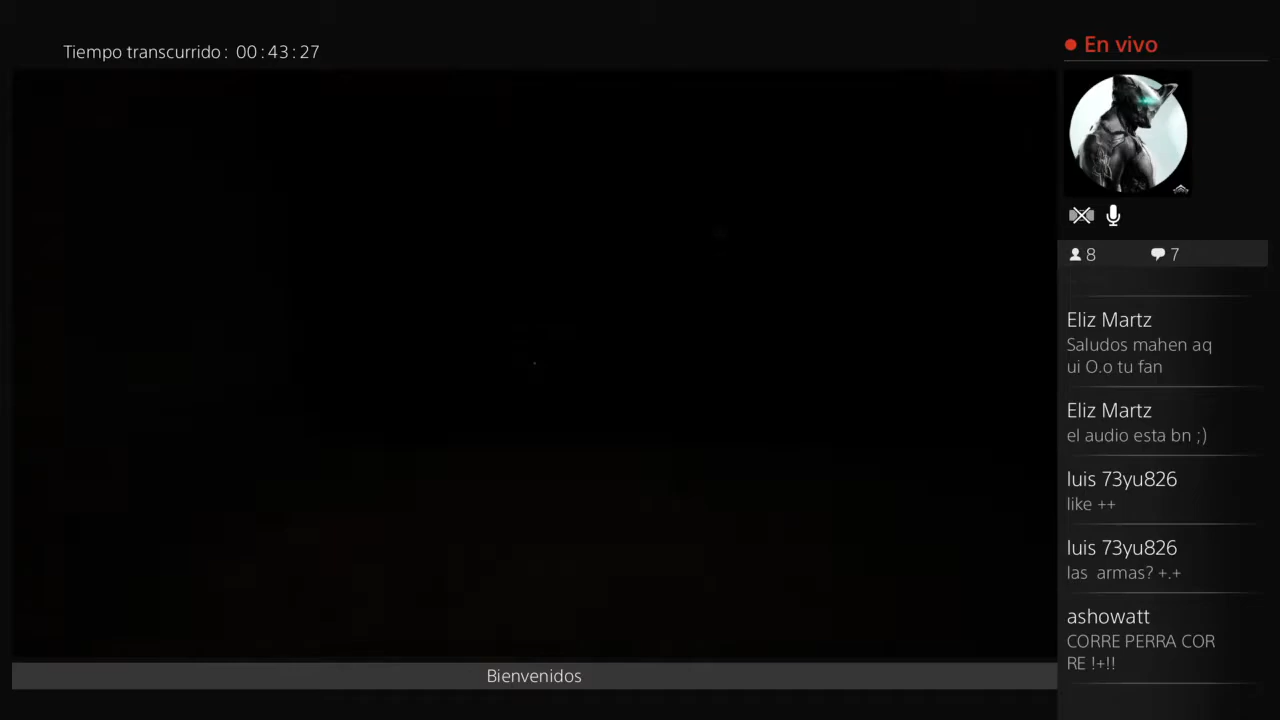 Tiempo transcurrido: 00:43:27
En vivo
8
7
Eliz Martz
Saludos mahen aq
ui O.o tu fan
Eliz Martz
el audio esta bn ;)
luis 73yu826
like ++
luis 73yu826
las armas? +.+
ashowatt
CORRE PERRA COR
RE !+!!
Bienvenidos